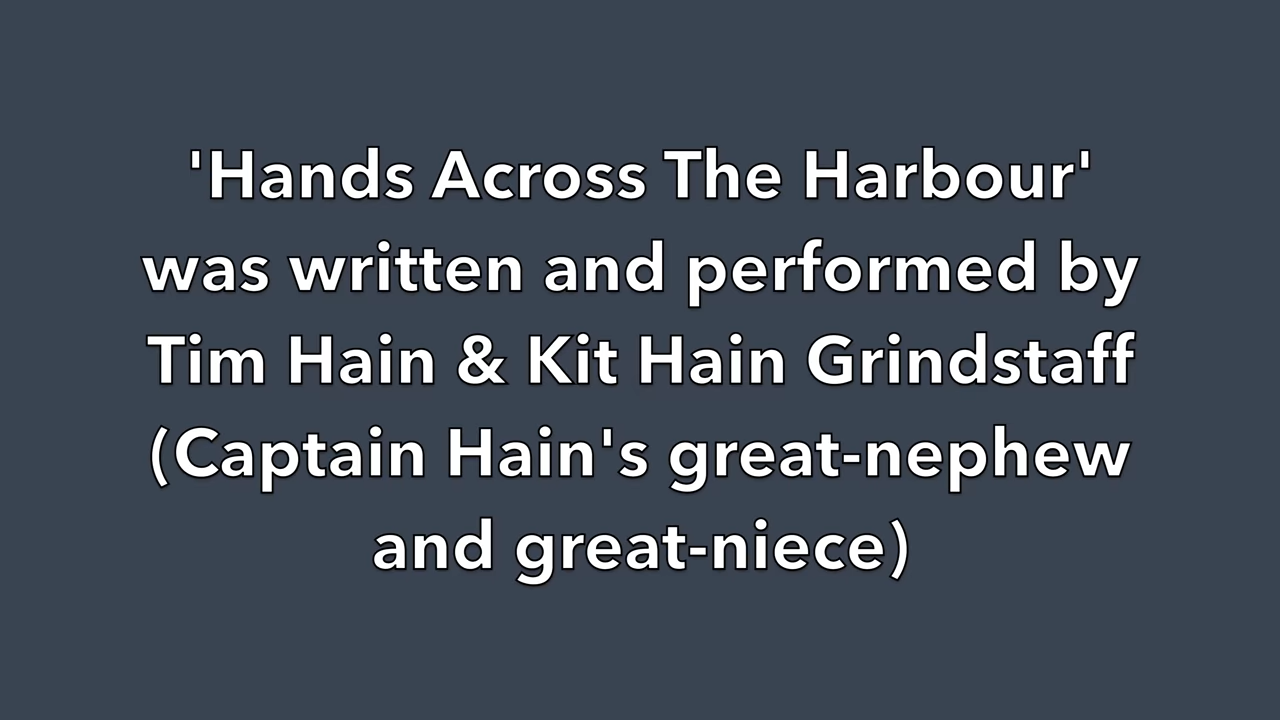 'Hands Across The Harbour'
was written and performed by
Tim Hain & Kit Hain Grindstaff
(Captain Hain's great-nephew
and great-niece)